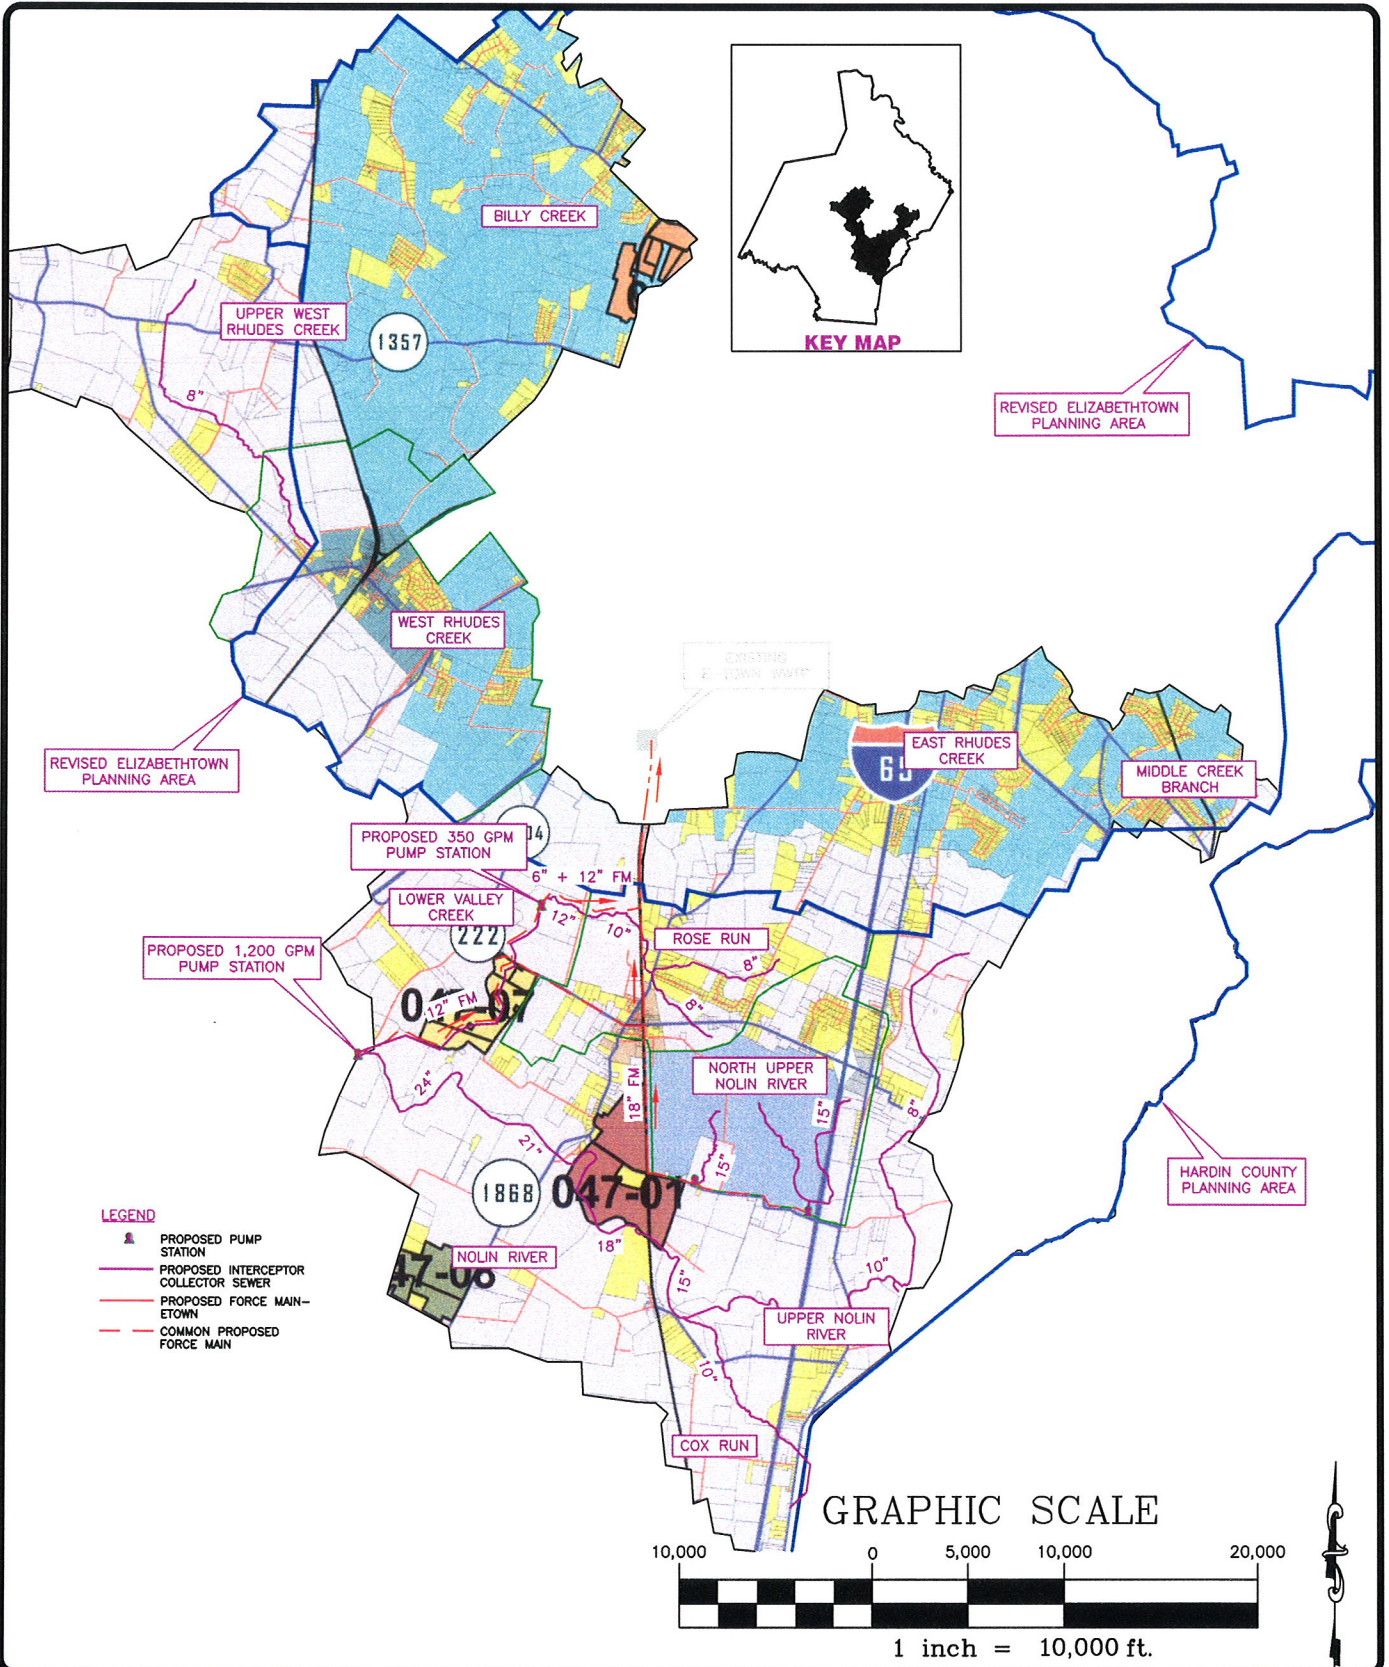 KEY MAP
BILLY CREEK
UPPER WEST
RHUDES CREEK
1357
8"
REVISED ELIZABETHTOWN
PLANNING AREA
WEST RHUDES
CREEK
EXISTING
REVISED ELIZABETHTOWN
PLANNING AREA
65
EAST RHUDES
CREEK
MIDDLE CREEK
BRANCH
PROPOSED 350 GPM
PUMP STATION
6" + 12" FM
LOWER VALLEY
CREEK
12"
10"
222
ROSE RUN
8"
8"
PROPOSED 1,200 GPM
PUMP STATION
12" FM
24"
18" FM
NORTH UPPER
NOLIN RIVER
15"
15"
8"
21"
1868
047-01
18"
HARDIN COUNTY
PLANNING AREA
NOLIN RIVER
15"
10"
UPPER NOLIN
RIVER
10"
COX RUN
LEGEND
PROPOSED PUMP
STATION
PROPOSED INTERCEPTOR
COLLECTOR SEWER
PROPOSED FORCE MAIN-
ETOWN
COMMON PROPOSED
FORCE MAIN
GRAPHIC SCALE
10,000 0 5,000 10,000 20,000
1 inch = 10,000 ft.